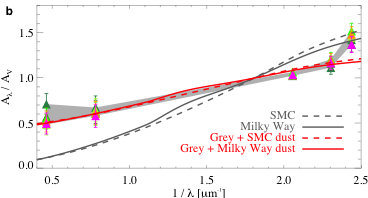 b
1.5
1.0
0.5
0.0
A_λ / A_V
SMC
Milky Way
Grey + SMC dust
Grey + Milky Way dust
0.5 1.0 1.5 2.0 2.5
1 / λ [μm⁻¹]